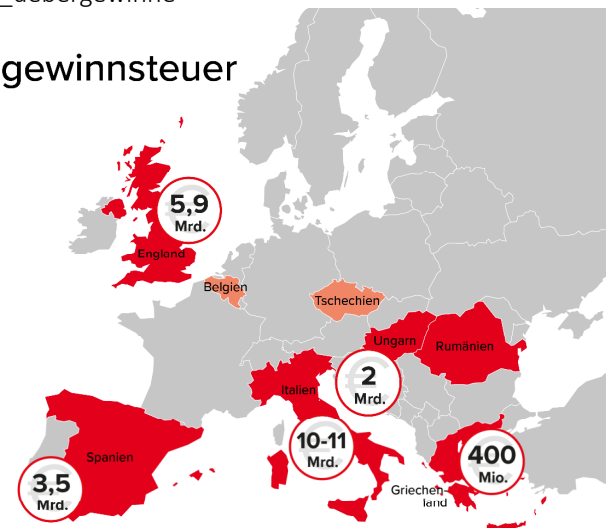 _uebergewinne
gewinnsteuer
5,9
Mrd.
England
Belgien
Tschechien
Ungarn
Rumänien
2
Mrd.
Italien
10-11
Mrd.
Spanien
3,5
Mrd.
400
Mio.
Griechen-
land